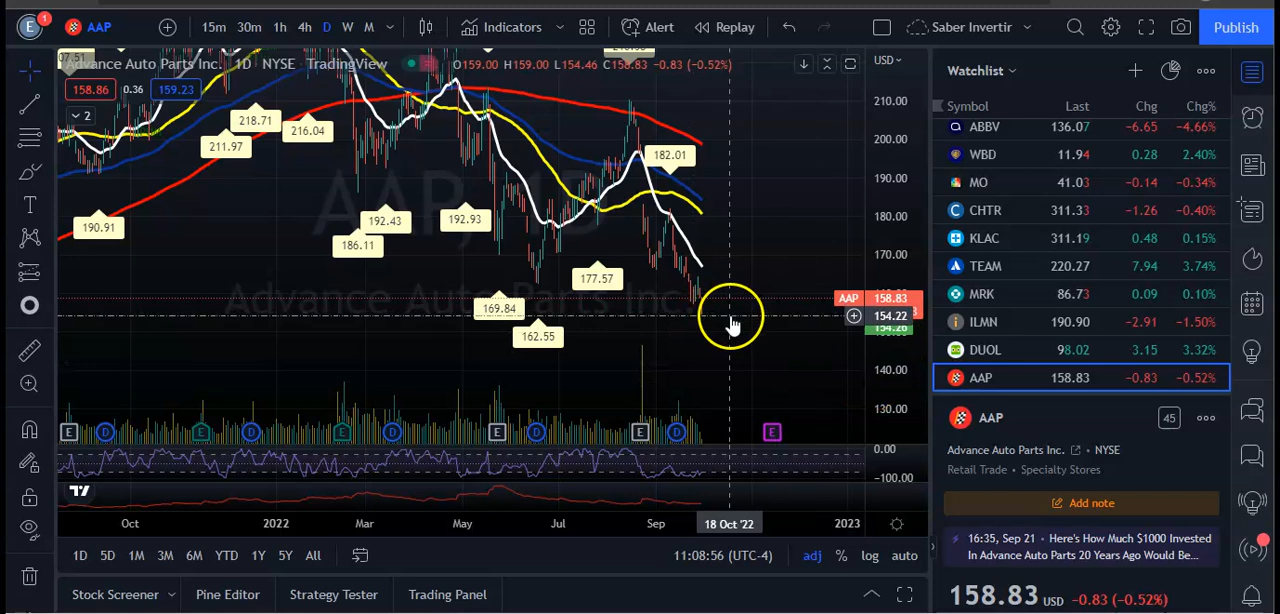 E 1 AAP 15m 30m 1h 4h D W M Indicators Alert Replay Saber Invertir Publish
Advance Auto Parts Inc. 1D NYSE TradingView O159.00 H159.00 L154.46 C158.83 -0.83 (-0.52%)
158.86 0.36 159.23
2
USD
210.00
200.00
190.00
180.00
170.00
AAP 158.83
154.22
154.26
140.00
130.00
0.00
-100.00
218.71
211.97
216.04
190.91
192.43
186.11
192.93
182.01
177.57
169.84
162.55
AAP, 1D
Advance Auto Parts Inc.
E D E D E D E D E D E
Oct 2022 Mar May Jul Sep 18 Oct '22 2023
1D 5D 1M 3M 6M YTD 1Y 5Y All 11:08:56 (UTC-4) adj % log auto
Stock Screener Pine Editor Strategy Tester Trading Panel
Watchlist
Symbol Last Chg Chg%
ABBV 136.07 -6.65 -4.66%
WBD 11.94 0.28 2.40%
MO 41.03 -0.14 -0.34%
CHTR 311.33 -1.26 -0.40%
KLAC 311.19 0.48 0.15%
TEAM 220.27 7.94 3.74%
MRK 86.73 0.09 0.10%
ILMN 190.90 -2.91 -1.50%
DUOL 98.02 3.15 3.32%
AAP 158.83 -0.83 -0.52%
AAP 45
Advance Auto Parts Inc. • NYSE
Retail Trade • Specialty Stores
Add note
16:35, Sep 21 • Here's How Much $1000 Invested
In Advance Auto Parts 20 Years Ago Would Be...
158.83 USD -0.83 (-0.52%)